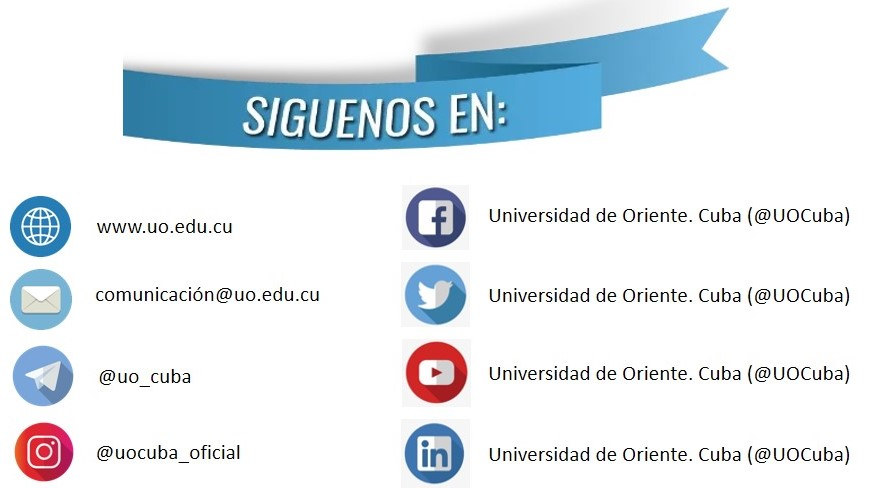 SIGUENOS EN:
www.uo.edu.cu
comunicación@uo.edu.cu
@uo_cuba
@uocuba_oficial
Universidad de Oriente. Cuba (@UOCuba)
Universidad de Oriente. Cuba (@UOCuba)
Universidad de Oriente. Cuba (@UOCuba)
Universidad de Oriente. Cuba (@UOCuba)